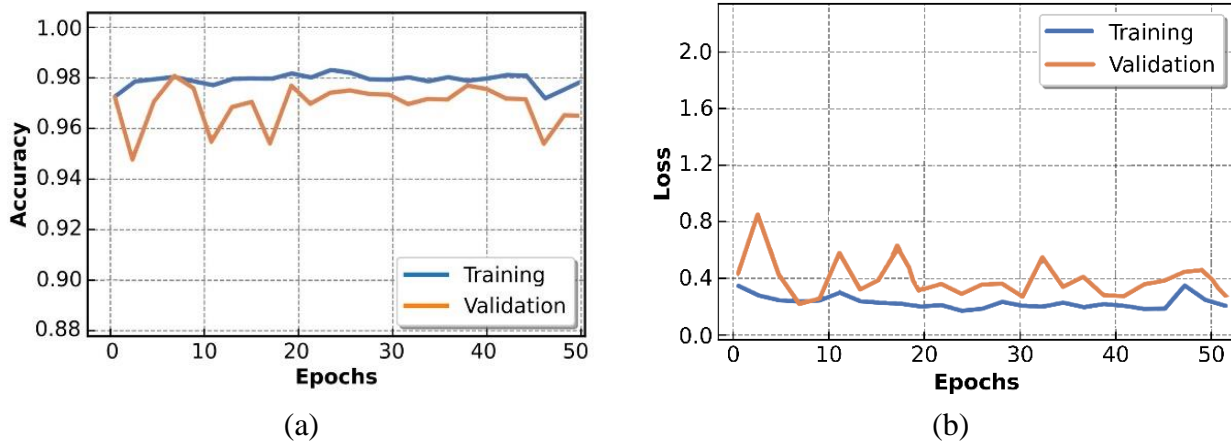 1.00
0.98
0.96
0.94
0.92
0.90
0.88
Accuracy
Training
Validation
0 10 20 30 40 50
Epochs
(a)
2.0
1.6
1.2
0.8
0.4
0.0
Loss
Training
Validation
0 10 20 30 40 50
Epochs
(b)